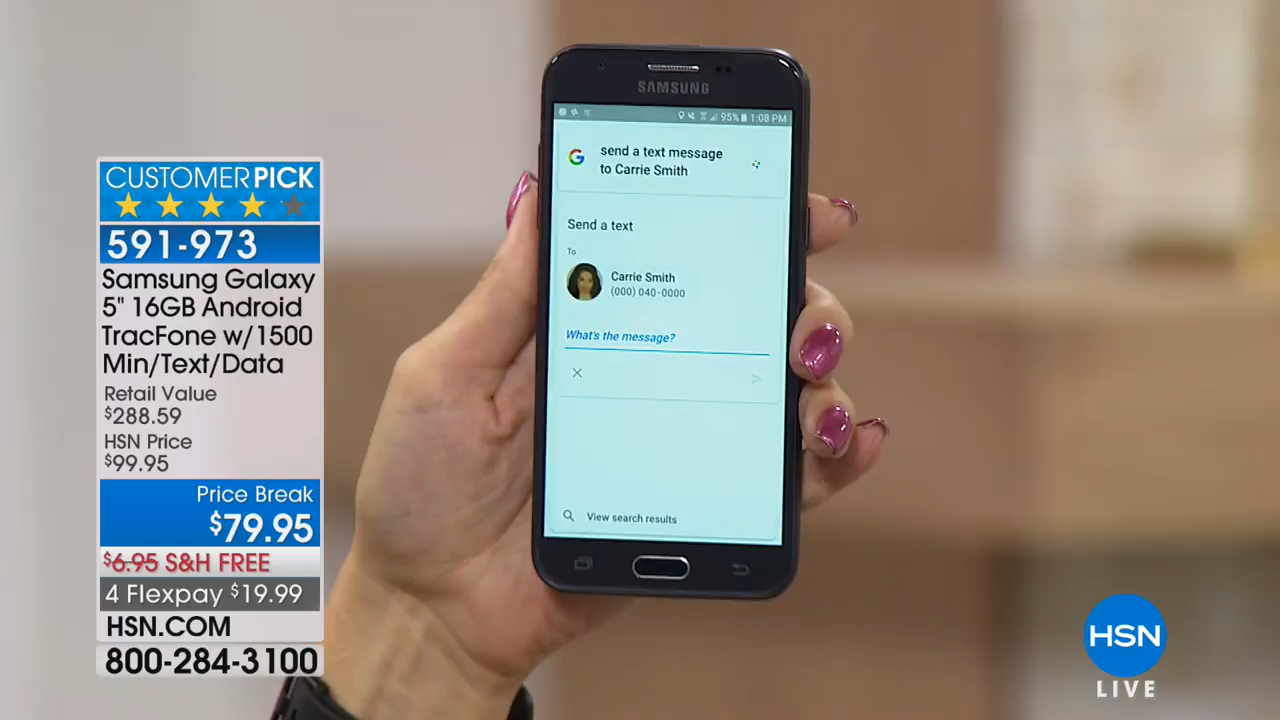 CUSTOMER PICK
591-973
Samsung Galaxy
5" 16GB Android
TracFone w/1500
Min/Text/Data
Retail Value
$288.59
HSN Price
$99.95
Price Break
$79.95
$6.95 S&H FREE
4 Flexpay $19.99
HSN.COM
800-284-3100
SAMSUNG
95% 1:08 PM
G
send a text message
to Carrie Smith
Send a text
To
Carrie Smith
(000) 040-0000
What's the message?
View search results
HSN
LIVE